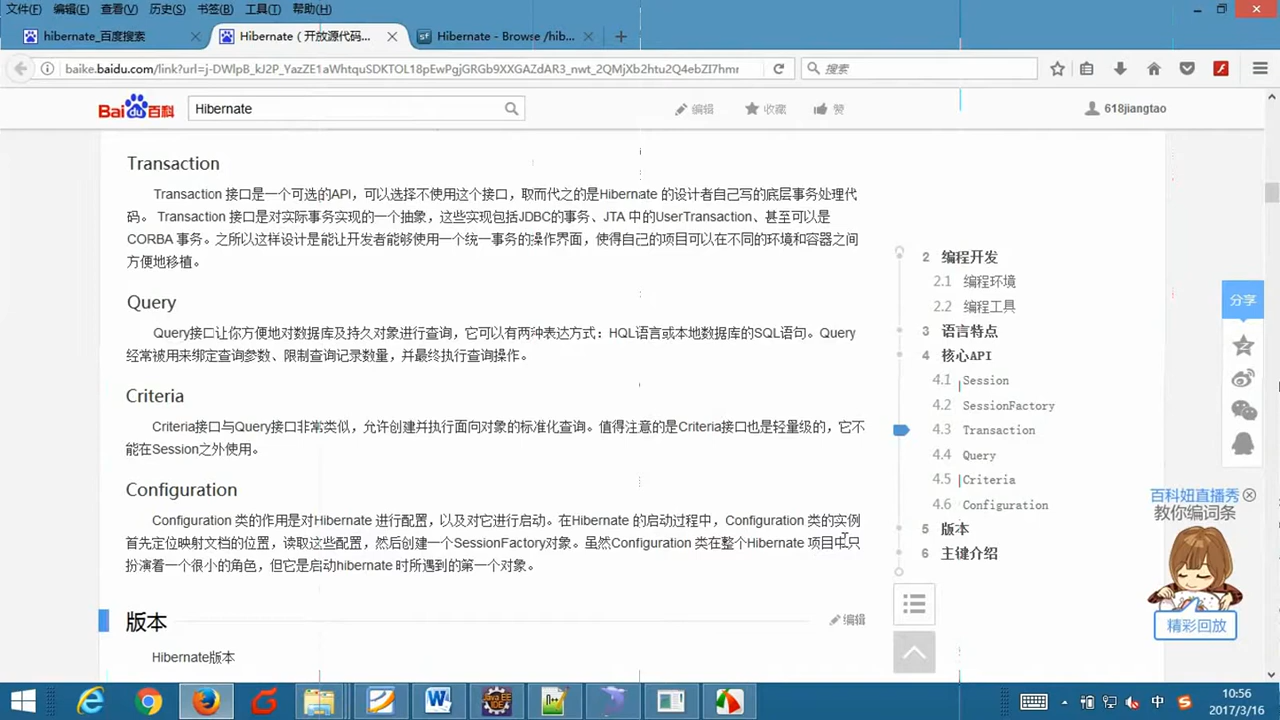 文件(F) 编辑(E) 查看(V) 历史(S) 书签(B) 工具(T) 帮助(H)
hibernate_百度搜索
Hibernate（开放源代码...
Hibernate - Browse /hib...
baike.baidu.com/link?url=j-DWlpB_kJ2P_YazZE1aWhtquSDKTOL18pEwPgjGRGb9XXGAZdAR3_nwt_2QMjXb2htu2Q4ebZI7hmr
搜索
Bai百科
Hibernate
编辑
收藏
赞
618jiangtao
Transaction
Transaction 接口是一个可选的API，可以选择不使用这个接口，取而代之的是Hibernate 的设计者自己写的底层事务处理代
码。 Transaction 接口是对实际事务实现的一个抽象，这些实现包括JDBC的事务、JTA 中的UserTransaction、甚至可以是
CORBA 事务。之所以这样设计是能让开发者能够使用一个统一事务的操作界面，使得自己的项目可以在不同的环境和容器之间
方便地移植。
Query
Query接口让你方便地对数据库及持久对象进行查询，它可以有两种表达方式：HQL语言或本地数据库的SQL语句。Query
经常被用来绑定查询参数、限制查询记录数量，并最终执行查询操作。
Criteria
Criteria接口与Query接口非常类似，允许创建并执行面向对象的标准化查询。值得注意的是Criteria接口也是轻量级的，它不
能在Session之外使用。
Configuration
Configuration 类的作用是对Hibernate 进行配置，以及对它进行启动。在Hibernate 的启动过程中，Configuration 类的实例
首先定位映射文档的位置，读取这些配置，然后创建一个SessionFactory对象。虽然Configuration 类在整个Hibernate 项目中只
扮演着一个很小的角色，但它是启动hibernate 时所遇到的第一个对象。
版本
编辑
Hibernate版本
2 编程开发
2.1 编程环境
2.2 编程工具
3 语言特点
4 核心API
4.1 Session
4.2 SessionFactory
4.3 Transaction
4.4 Query
4.5 Criteria
4.6 Configuration
5 版本
6 主键介绍
分享
百科妞直播秀
教你编词条
精彩回放
中
10:56
2017/3/16